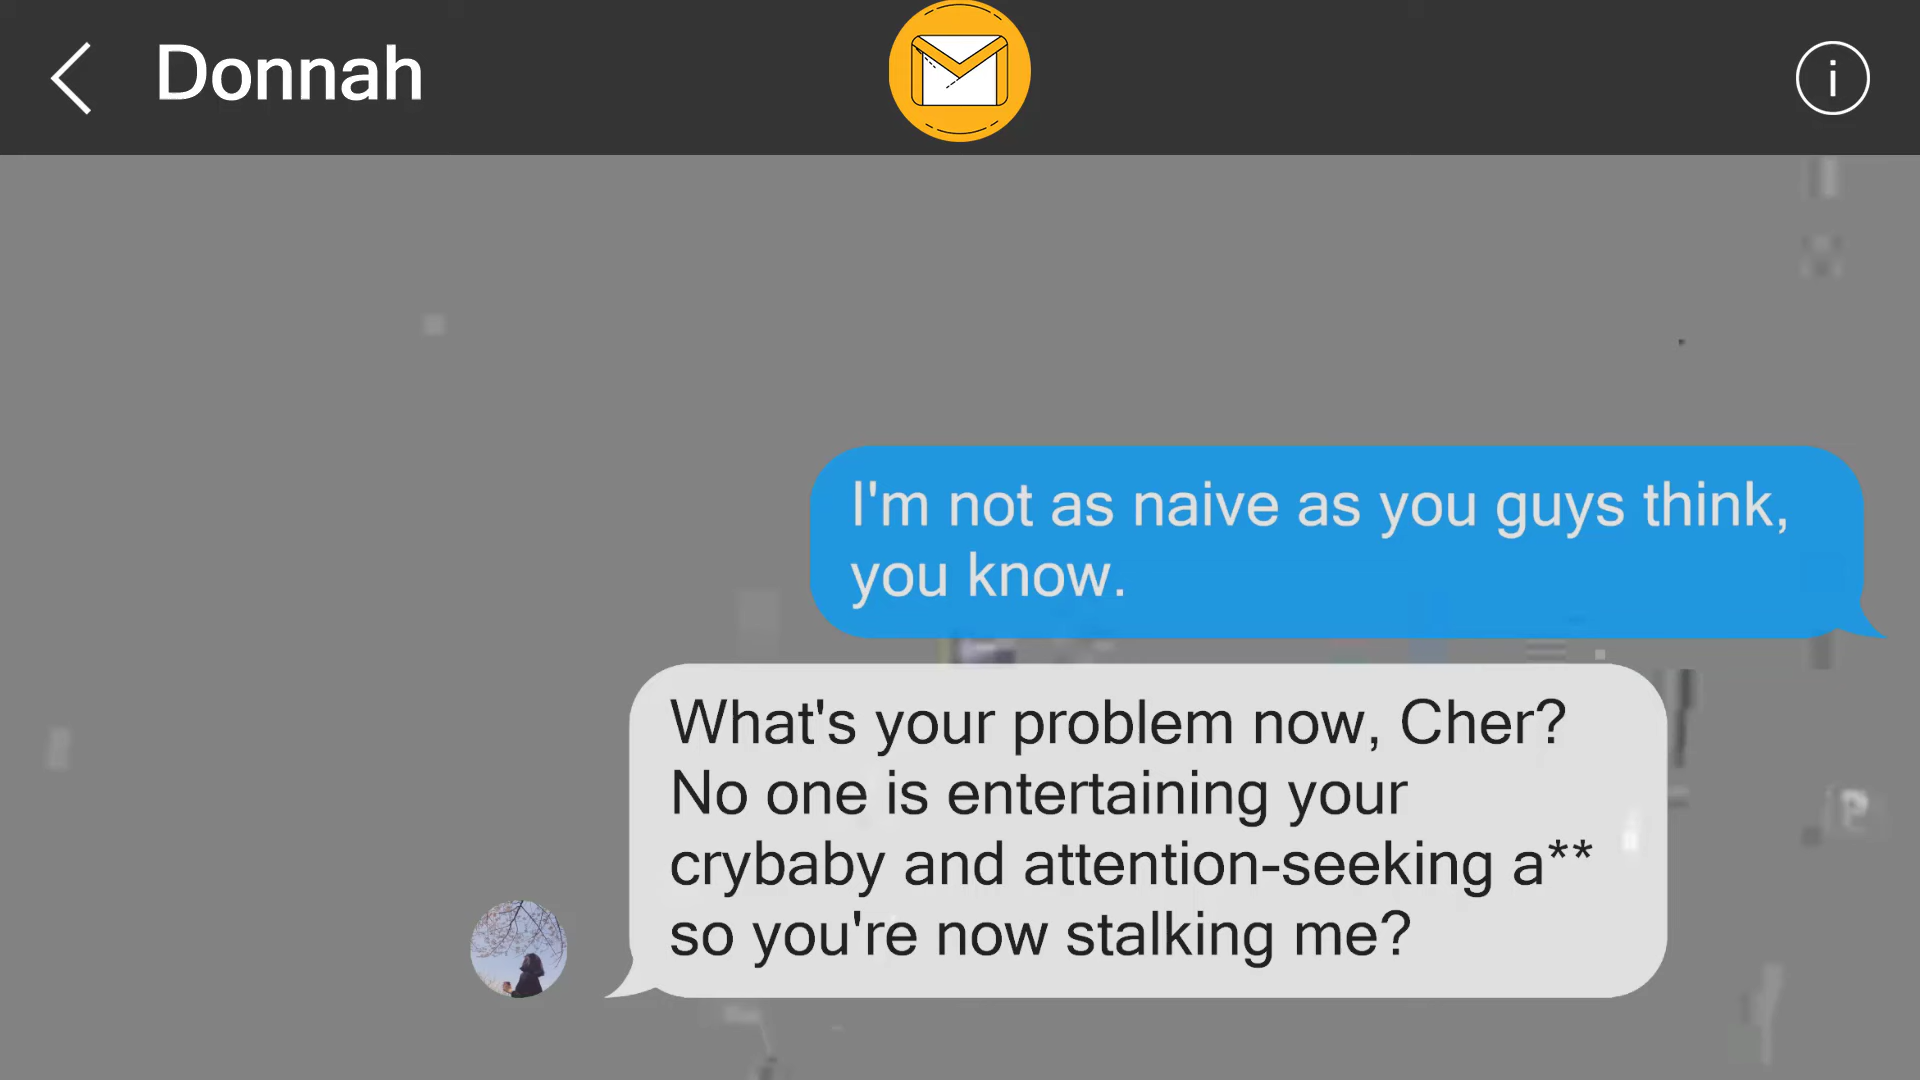 Donnah
i
I'm not as naive as you guys think,
you know.
What's your problem now, Cher?
No one is entertaining your
crybaby and attention-seeking a**
so you're now stalking me?